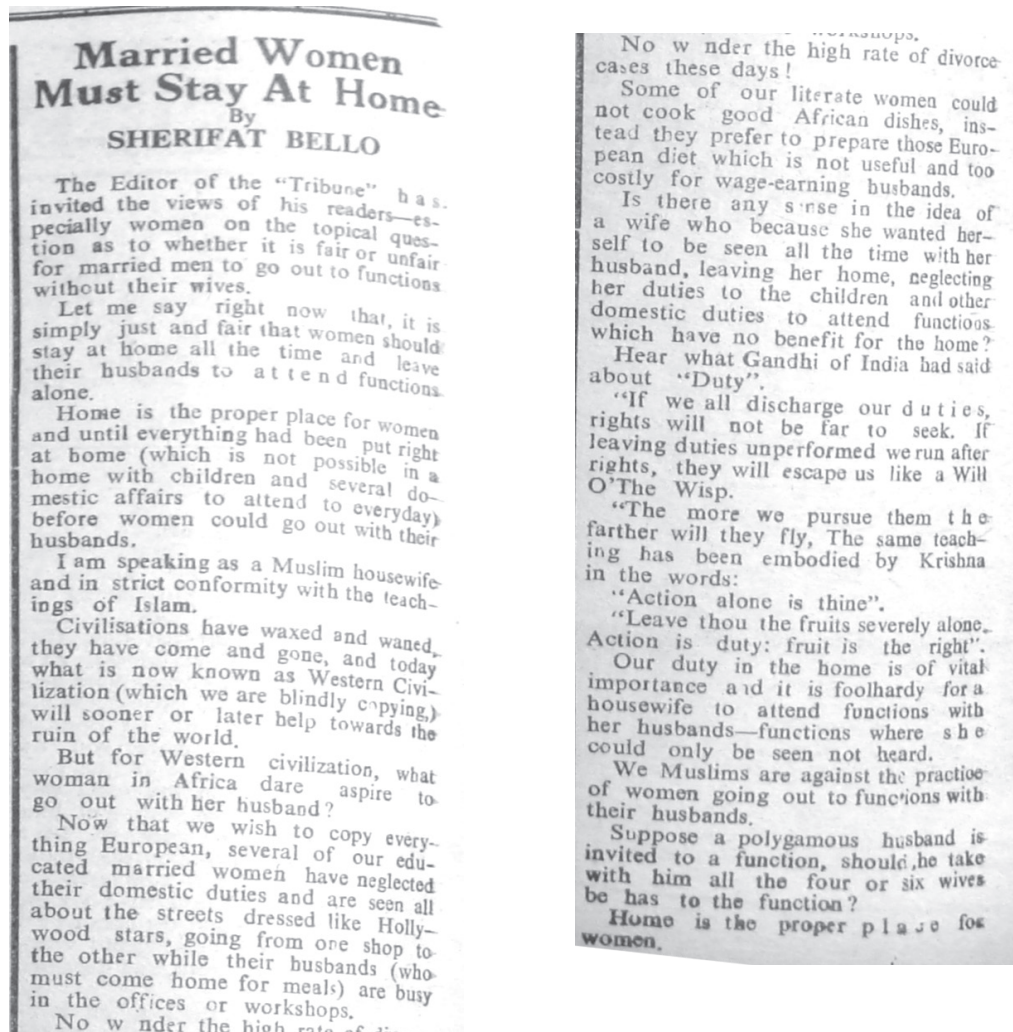 Married Women
Must Stay At Home
By
SHERIFAT BELLO
The Editor of the "Tribune" has
invited the views of his readers—es-
pecially women on the topical ques-
tion as to whether it is fair or unfair
for married men to go out to functions
without their wives.
Let me say right now that, it is
simply just and fair that women should
stay at home all the time and leave
their husbands to attend functions
alone.
Home is the proper place for women
and until everything had been put right
at home (which is not possible in a
home with children and several do-
mestic affairs to attend to everyday)
before women could go out with their
husbands.
I am speaking as a Muslim housewife
and in strict conformity with the teach-
ings of Islam.
Civilisations have waxed and waned,
they have come and gone, and today
what is now known as Western Civi-
lization (which we are blindly copying,)
will sooner or later help towards the
ruin of the world.
But for Western civilization, what
woman in Africa dare aspire to
go out with her husband?
Now that we wish to copy every-
thing European, several of our edu-
cated married women have neglected
their domestic duties and are seen all
about the streets dressed like Holly-
wood stars, going from one shop to
the other while their husbands (who
must come home for meals) are busy
in the offices or workshops.
No w nder the high rate of
workshops.
No w nder the high rate of divorce
cases these days!
Some of our literate women could
not cook good African dishes, ins-
tead they prefer to prepare those Euro-
pean diet which is not useful and too
costly for wage-earning husbands.
Is there any s nse in the idea of
a wife who because she wanted her-
self to be seen all the time with her
husband, leaving her home, neglecting
her duties to the children and other
domestic duties to attend functions
which have no benefit for the home?
Hear what Gandhi of India had said
about "Duty".
"If we all discharge our duties,
rights will not be far to seek. If
leaving duties unperformed we run after
rights, they will escape us like a Will
O'The Wisp.
"The more we pursue them the
farther will they fly, The same teach-
ing has been embodied by Krishna
in the words:
"Action alone is thine".
"Leave thou the fruits severely alone.
Action is duty: fruit is the right".
Our duty in the home is of vital
importance and it is foolhardy for a
housewife to attend functions with
her husbands—functions where she
could only be seen not heard.
We Muslims are against the practice
of women going out to functions with
their husbands.
Suppose a polygamous husband is
invited to a function, should he take
with him all the four or six wives
he has to the function?
Home is the proper place for
women.